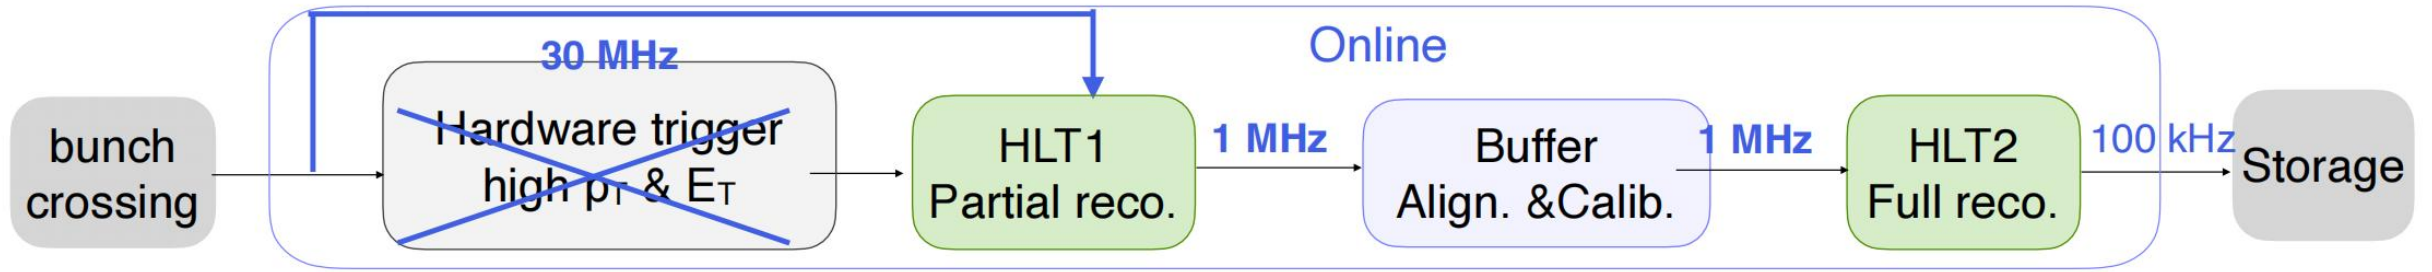 Online
30 MHz
bunch
crossing
Hardware trigger
high pT & ET
HLT1
Partial reco.
1 MHz
Buffer
Align. &Calib.
1 MHz
HLT2
Full reco.
100 kHz
Storage